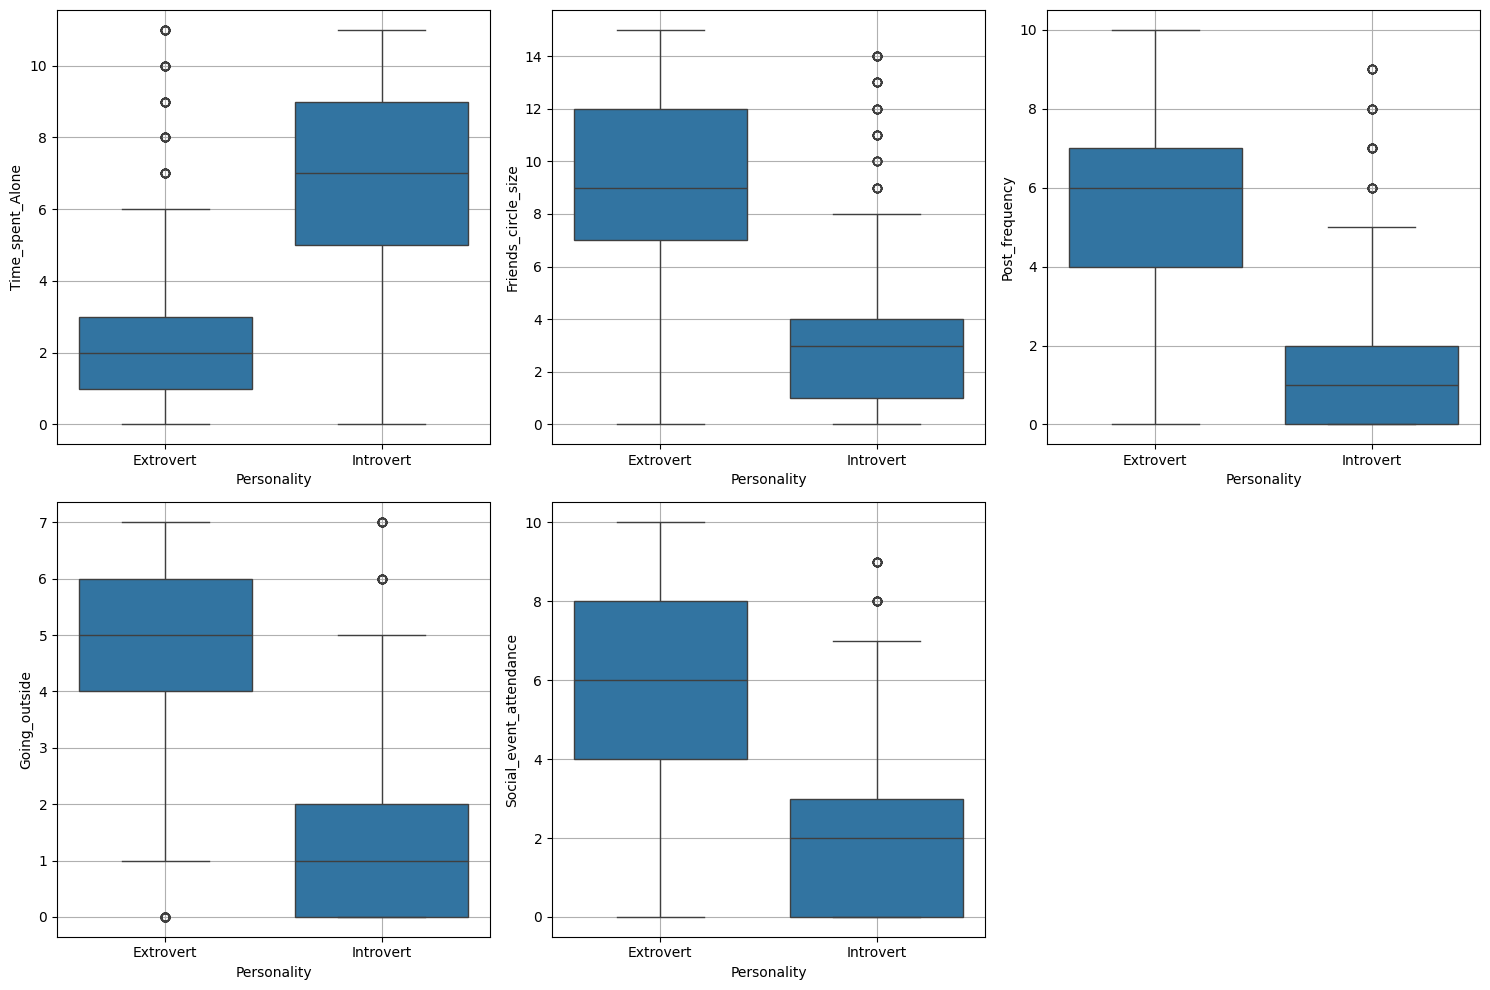 Time_spent_Alone
10
8
6
4
2
0
Extrovert Introvert
Personality
Friends_circle_size
14
12
10
8
6
4
2
0
Extrovert Introvert
Personality
Post_frequency
10
8
6
4
2
0
Extrovert Introvert
Personality
Going_outside
7
6
5
4
3
2
1
0
Extrovert Introvert
Personality
Social_event_attendance
10
8
6
4
2
0
Extrovert Introvert
Personality